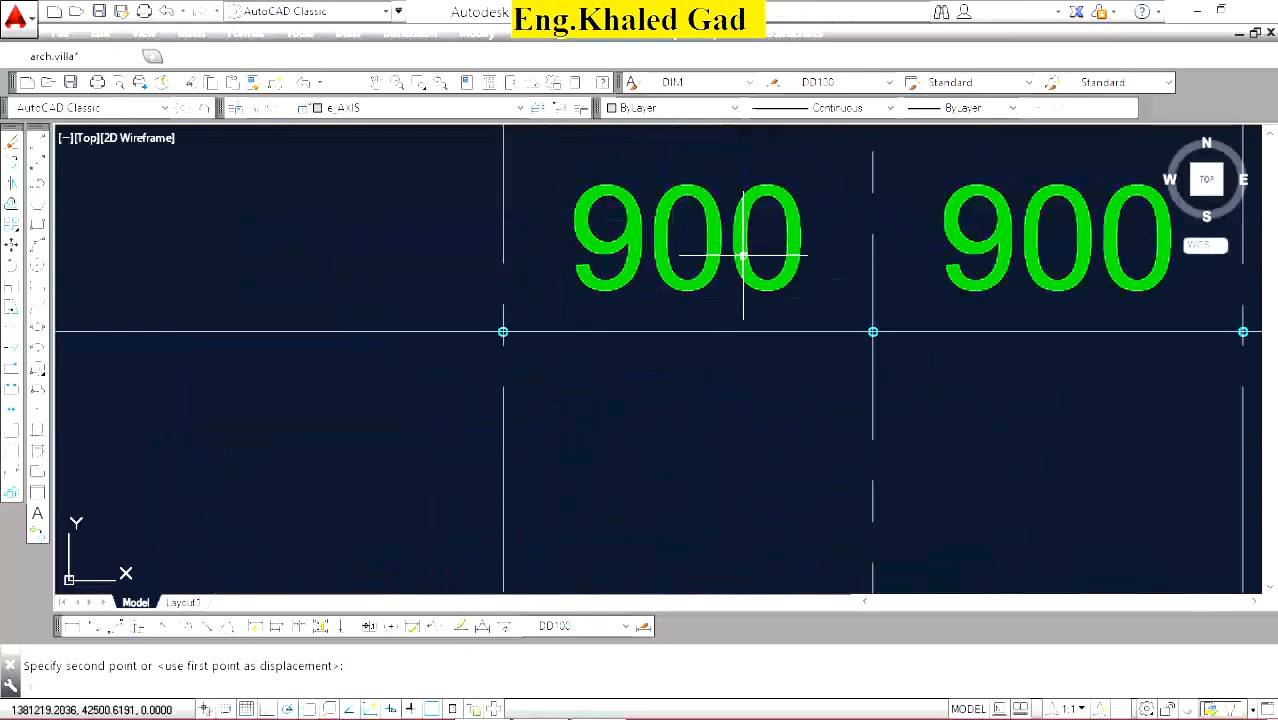 AutoCAD Classic
Autodesk
Eng.Khaled Gad
arch.villa*
DIM
DD100
Standard
Standard
AutoCAD Classic
e_AXIS
ByLayer
Continuous
ByLayer
[−][Top][2D Wireframe]
N
W
TOP
E
S
WCS
900
900
Y
X
Model
Layout1
DD100
Specify second point or <use first point as displacement>:
1381219.2036, 42500.6191, 0.0000
MODEL
1:1